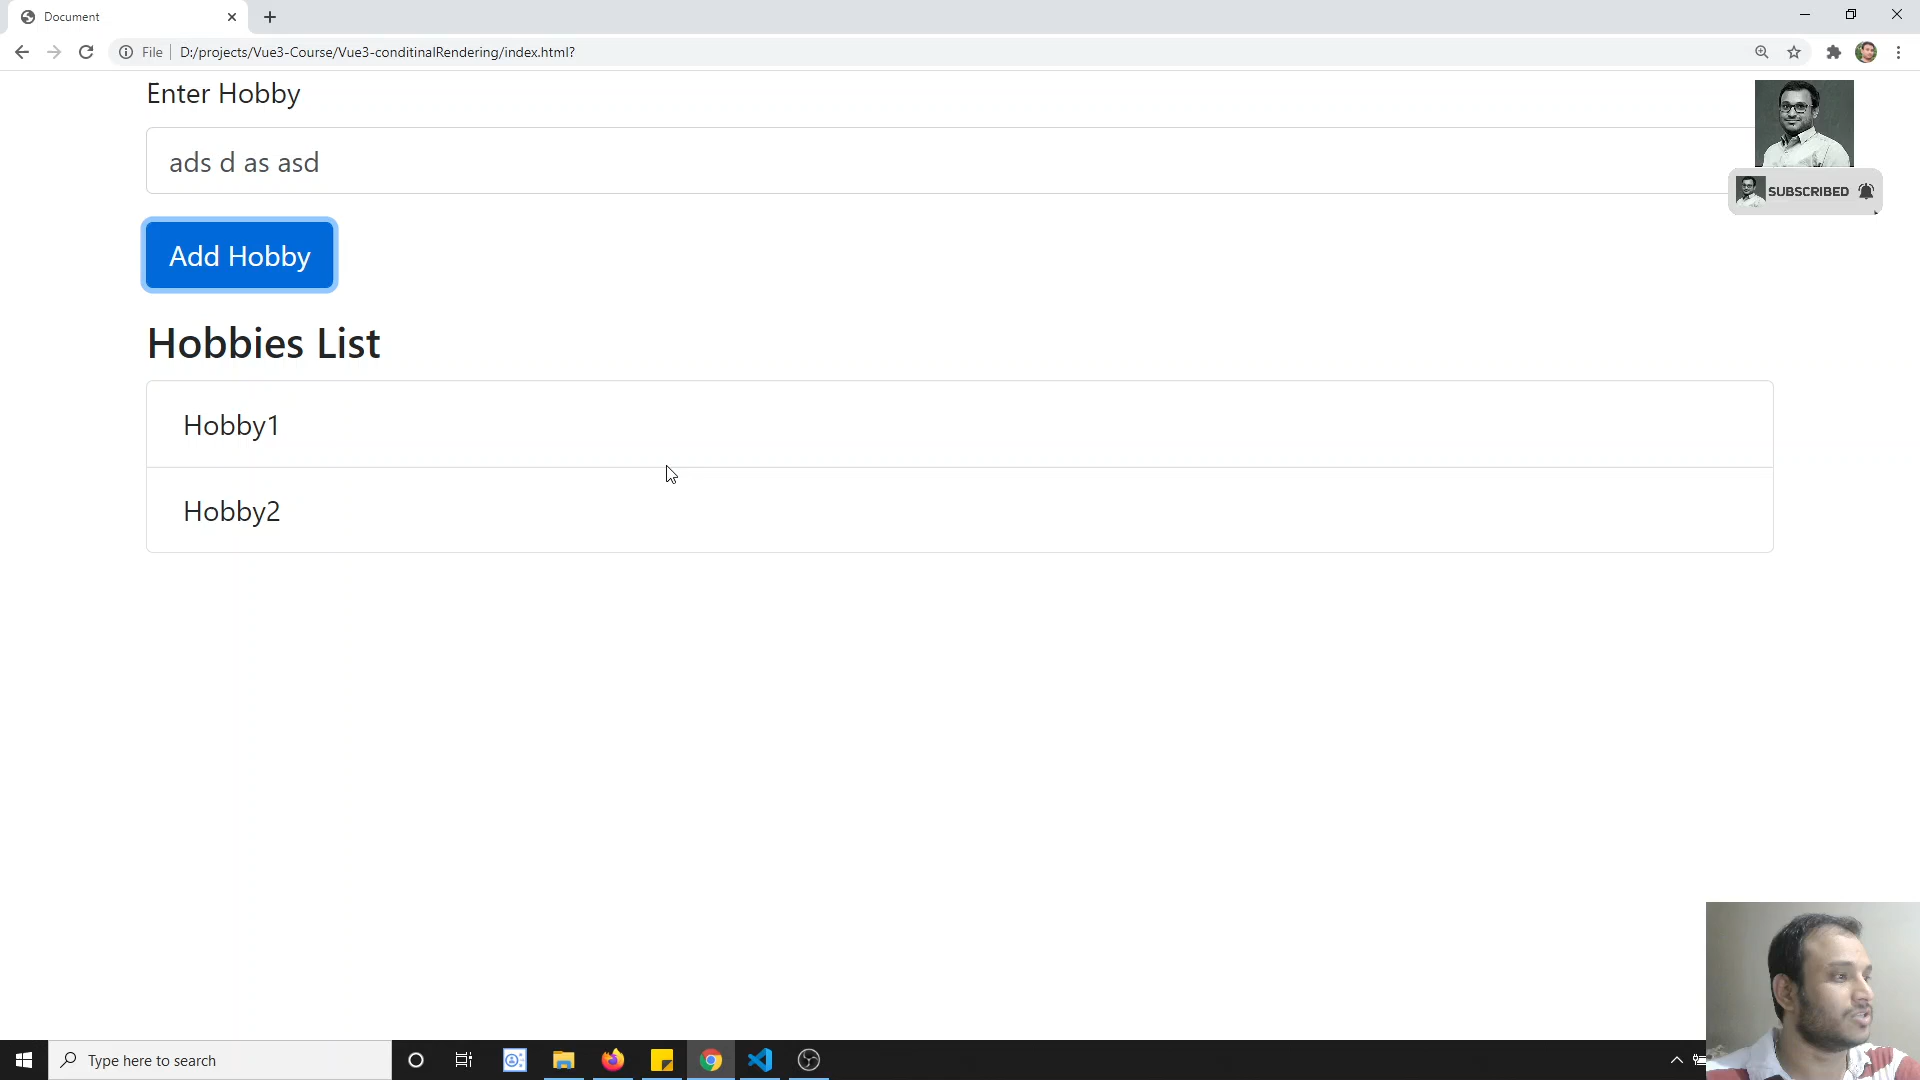 Document
File
D:/projects/Vue3-Course/Vue3-conditinalRendering/index.html?
Enter Hobby
ads d as asd
SUBSCRIBED
Add Hobby
Hobbies List
Hobby1
Hobby2
Type here to search